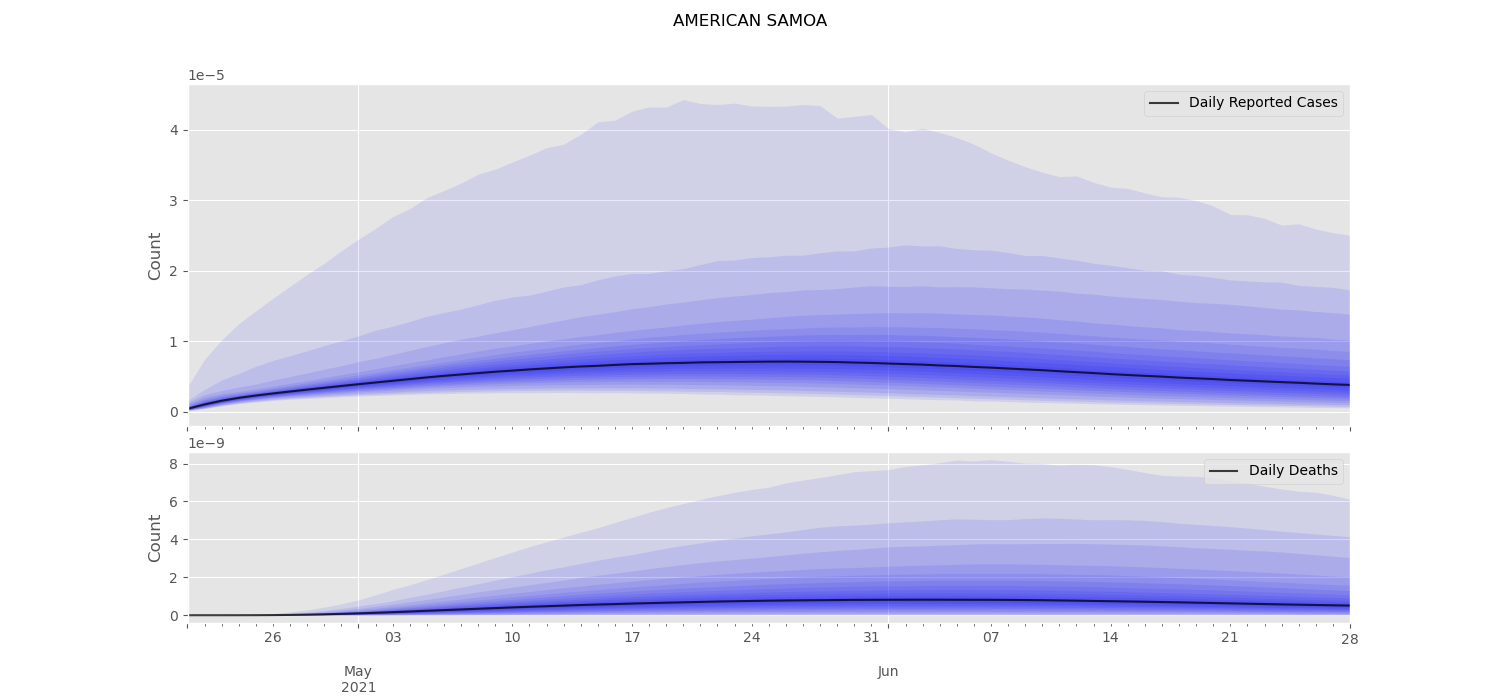 AMERICAN SAMOA
1e−5
Daily Reported Cases
4
3
2
1
0
Count
1e−9
Daily Deaths
8
6
4
2
0
Count
26 03 10 17 24 31 07 14 21 28
May Jun
2021